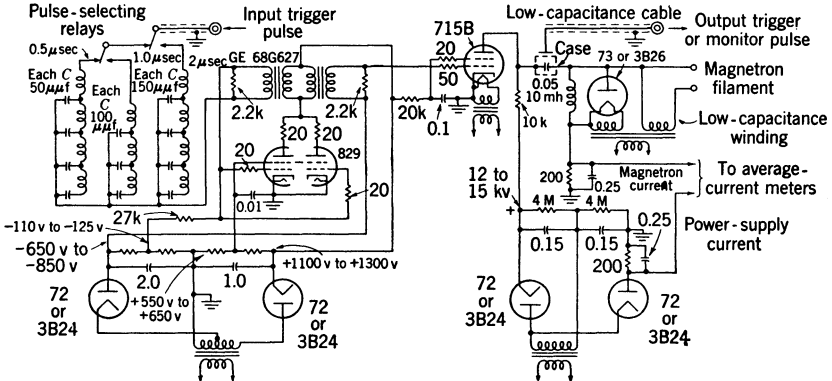 Pulse-selecting
relays
Input trigger
pulse
715B
Low-capacitance cable
Output trigger
or monitor pulse
0.5μsec
1.0μsec
2μsec
GE 68G627
Case
73 or 3B26
Magnetron
filament
Each C
50μμf
Each
C
100
μμf
Each C
150μμf
20
50
0.05
10 mh
2.2k
2.2k
20k
0.1
10 k
Low-capacitance
winding
20
20
829
20
20
0.01
27k
12 to
15 kv
+
200
0.25
Magnetron
current
To average-
current meters
4 M
4 M
0.15
0.15
0.25
Power-supply
current
200
-110 v to -125 v
-650 v to
-850 v
2.0
1.0
+550 v to
+650 v
+1100 v to +1300 v
72
or
3B24
72
or
3B24
72
or
3B24
72
or
3B24